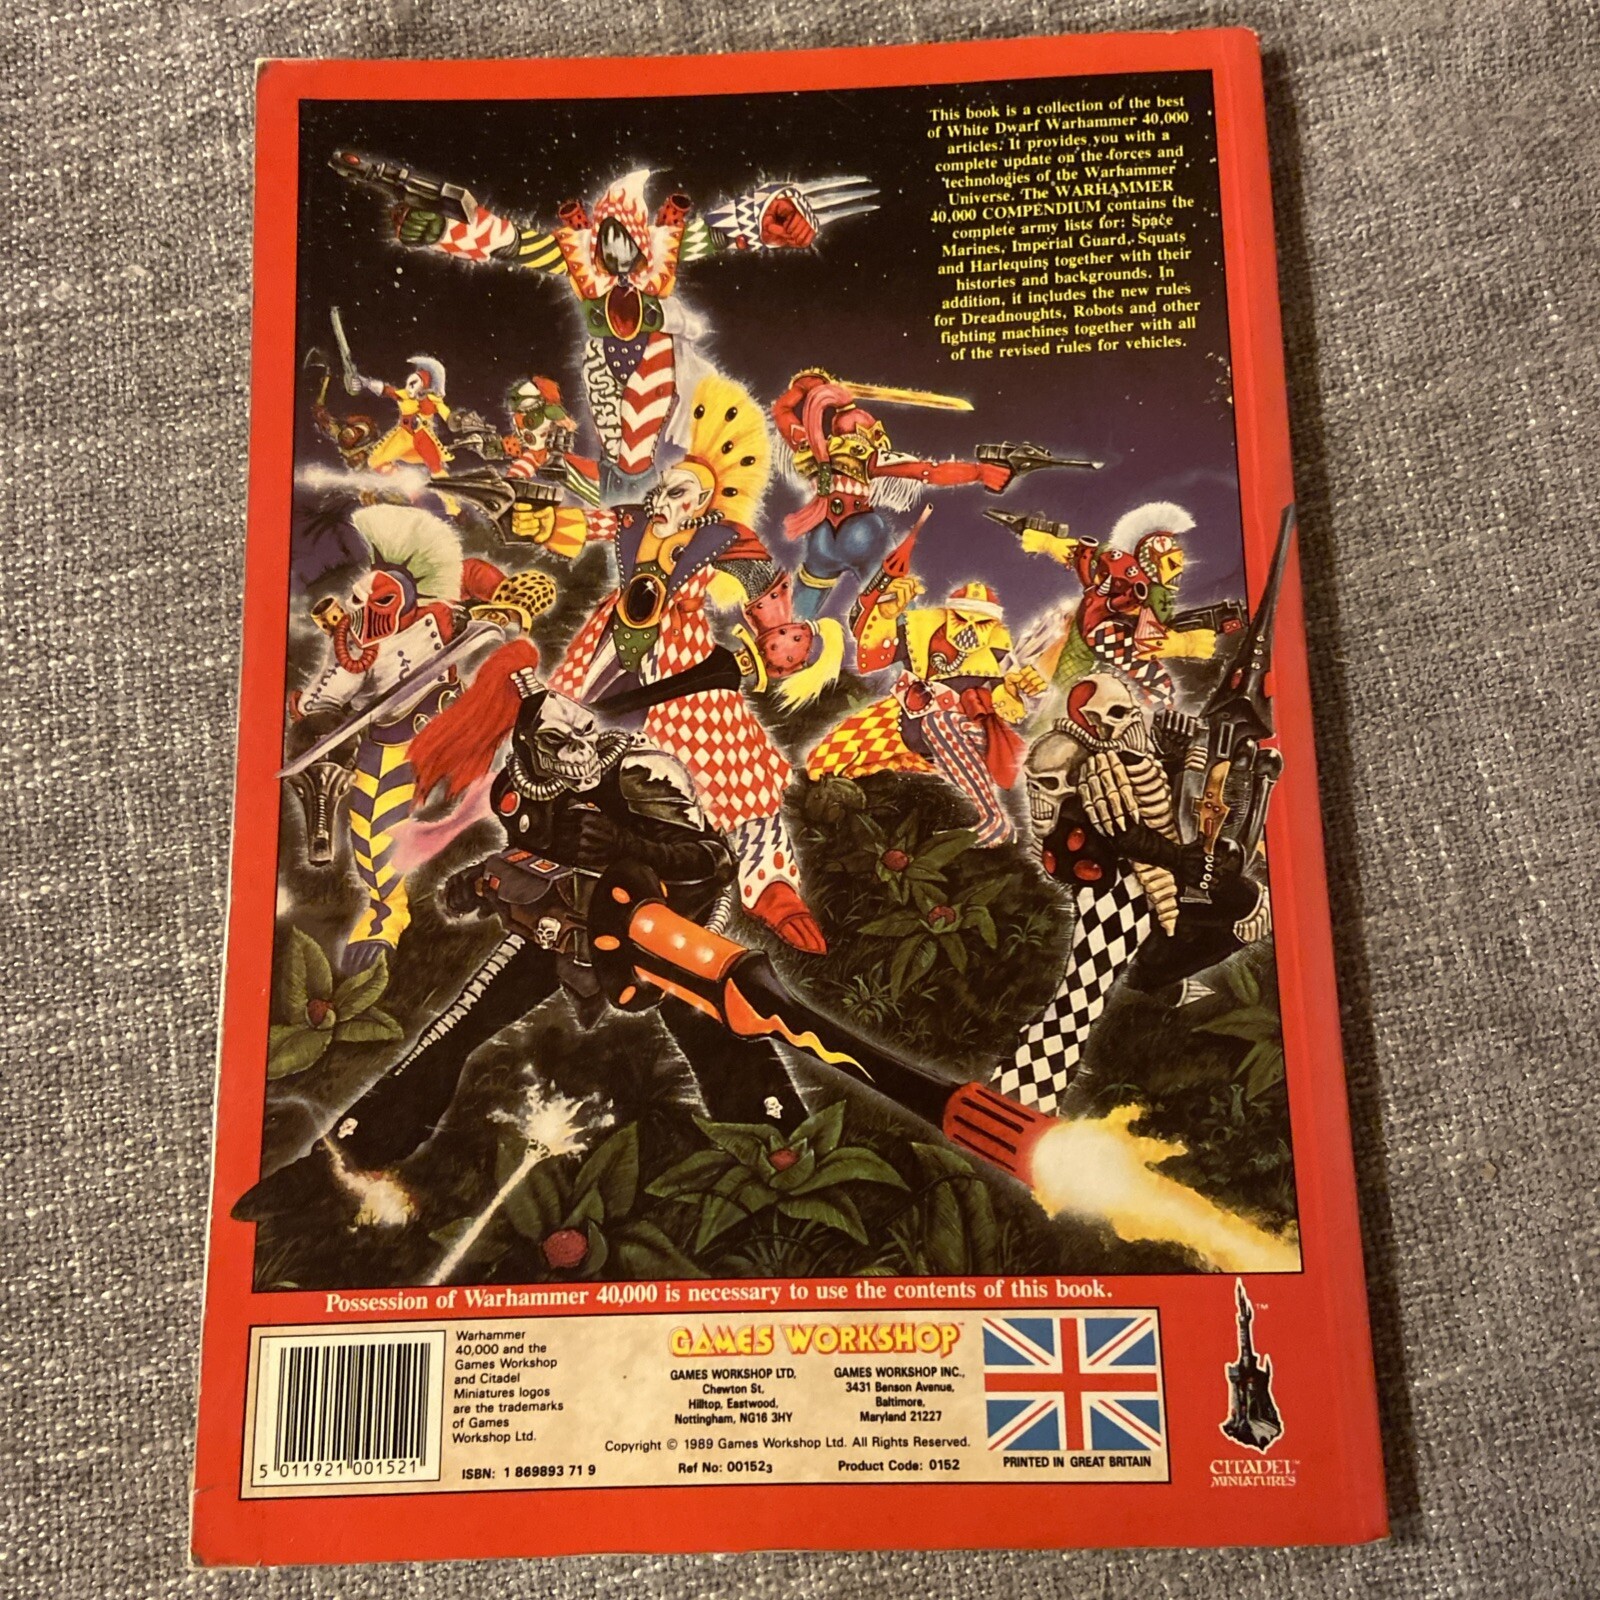 This book is a collection of the best
of White Dwarf Warhammer 40,000
articles. It provides you with a
complete update on the forces and
technologies of the Warhammer
Universe. The WARHAMMER
40,000 COMPENDIUM contains the
complete army lists for: Space
Marines, Imperial Guard, Squats
and Harlequins together with their
histories and backgrounds. In
addition, it includes the new rules
for Dreadnoughts, Robots and other
fighting machines together with all
of the revised rules for vehicles.
Possession of Warhammer 40,000 is necessary to use the contents of this book.
5 011921 001521
Warhammer
40,000 and the
Games Workshop
and Citadel
Miniatures logos
are the trademarks
of Games
Workshop Ltd.
ISBN: 1 869893 71 9
GAMES WORKSHOP™
GAMES WORKSHOP LTD,
Chewton St,
Hilltop, Eastwood,
Nottingham, NG16 3HY
GAMES WORKSHOP INC.,
3431 Benson Avenue,
Baltimore,
Maryland 21227
Copyright © 1989 Games Workshop Ltd. All Rights Reserved.
Ref No: 001523
Product Code: 0152
PRINTED IN GREAT BRITAIN
™
CITADEL™
MINIATURES